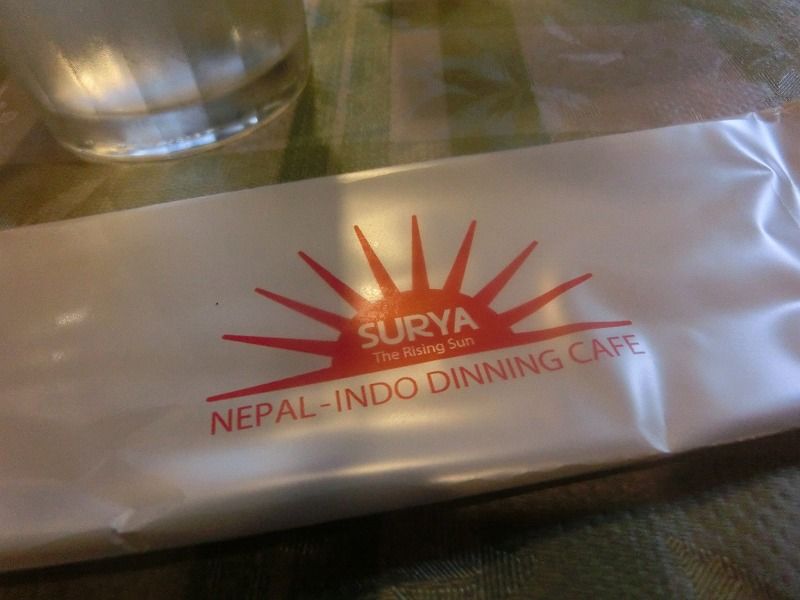 SURYA
The Rising Sun
NEPAL-INDO DINNING CAFE